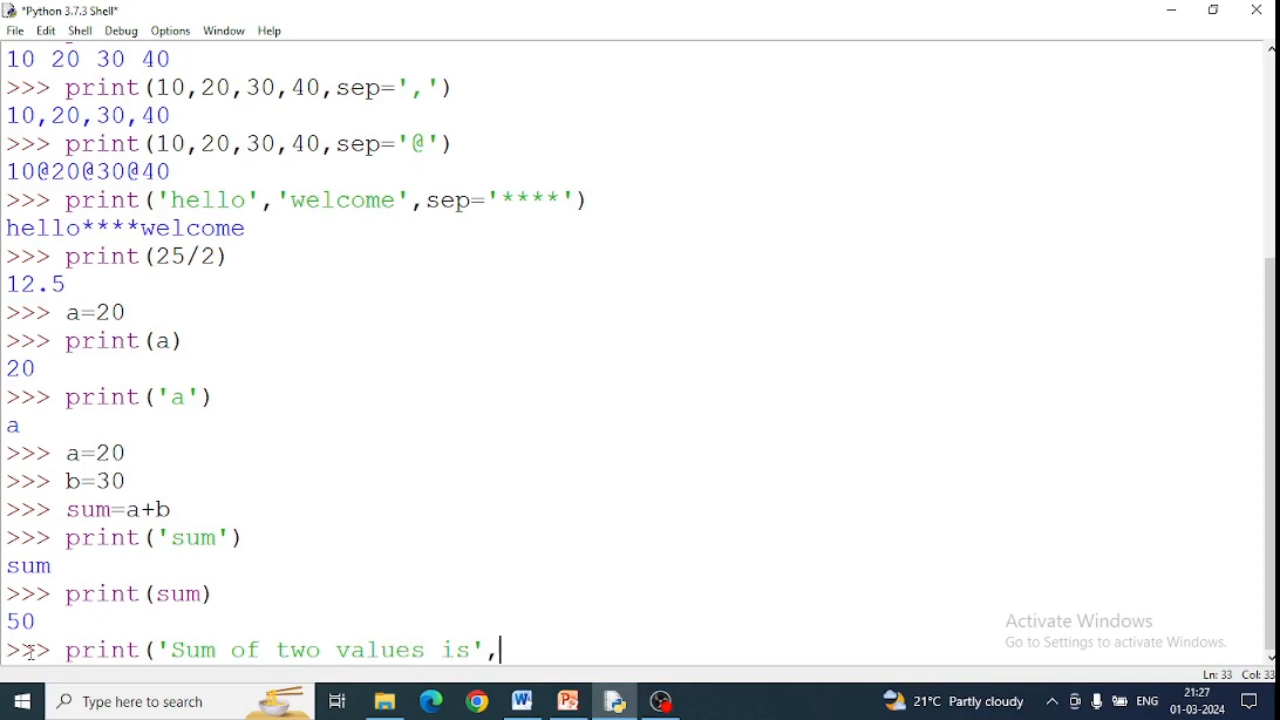 *Python 3.7.3 Shell*
File Edit Shell Debug Options Window Help
10 20 30 40
>>> print(10,20,30,40,sep=',')
10,20,30,40
>>> print(10,20,30,40,sep='@')
10@20@30@40
>>> print('hello','welcome',sep='****')
hello****welcome
>>> print(25/2)
12.5
>>> a=20
>>> print(a)
20
>>> print('a')
a
>>> a=20
>>> b=30
>>> sum=a+b
>>> print('sum')
sum
>>> print(sum)
50
>>> print('Sum of two values is',
Activate Windows
Go to Settings to activate Windows.
Ln: 33 Col: 33
Type here to search
21°C Partly cloudy
ENG
21:27
01-03-2024